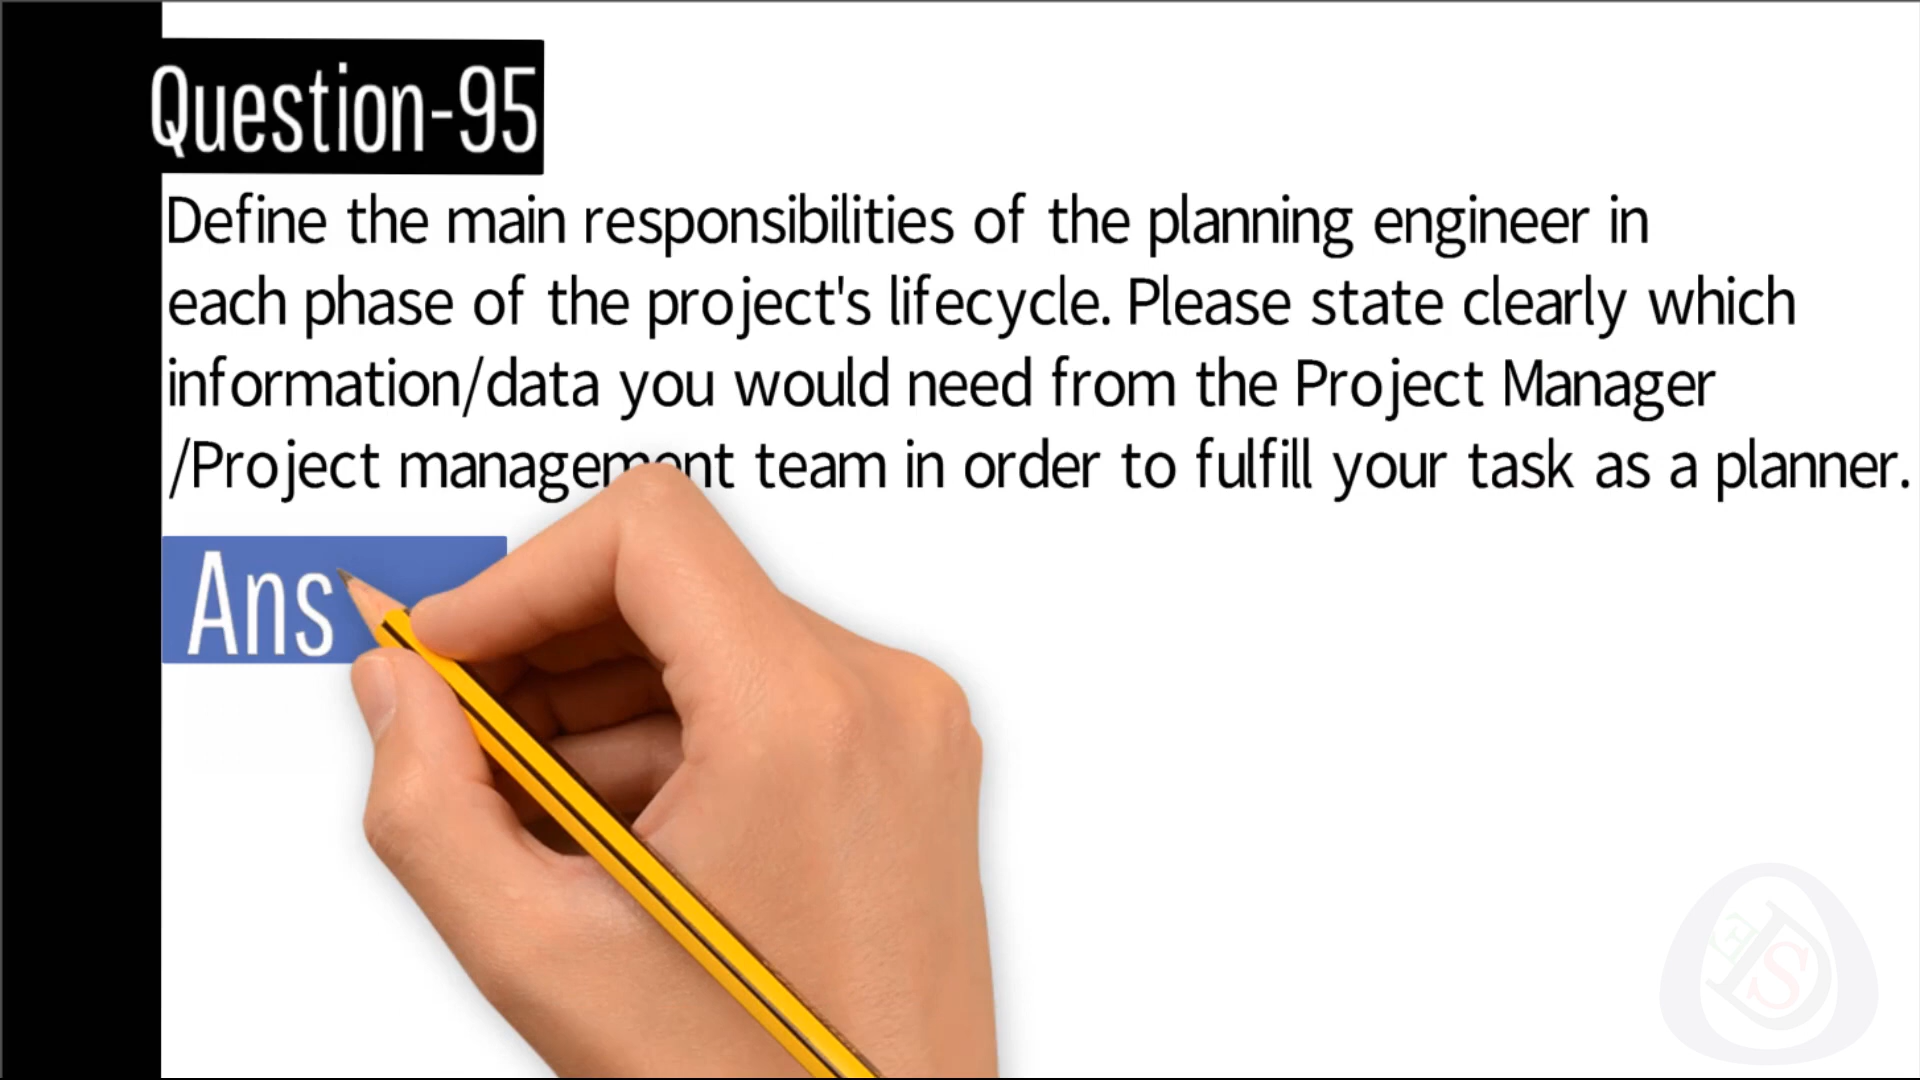 Question-95
Define the main responsibilities of the planning engineer in
each phase of the project's lifecycle. Please state clearly which
information/data you would need from the Project Manager
/Project management team in order to fulfill your task as a planner.
Ans